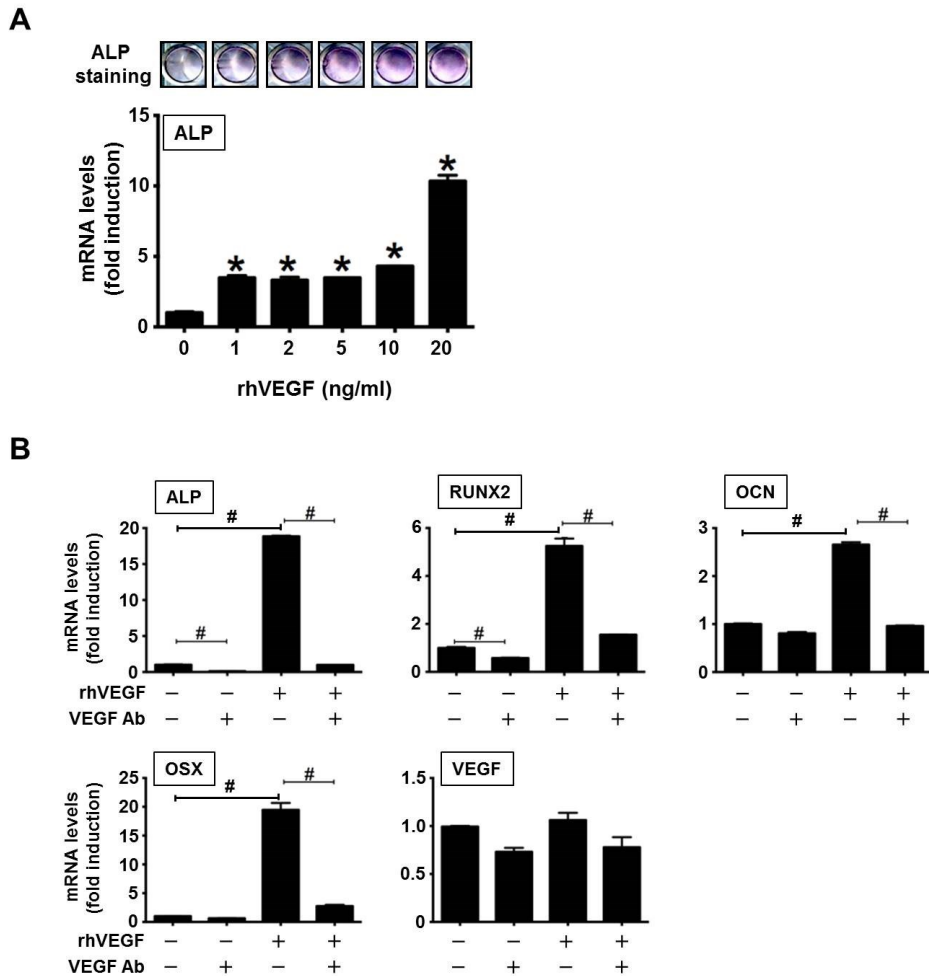 A
ALP
staining
ALP
mRNA levels
(fold induction)
15
10
5
0
* * * * *
0 1 2 5 10 20
rhVEGF (ng/ml)
B
ALP
mRNA levels
(fold induction)
20
15
10
5
0
# # #
rhVEGF − − + +
VEGF Ab − + − +
RUNX2
6
4
2
0
# # #
− − + +
− + − +
OCN
3
2
1
0
# #
− − + +
− + − +
OSX
mRNA levels
(fold induction)
25
20
15
10
5
0
# #
rhVEGF − − + +
VEGF Ab − + − +
VEGF
1.5
1.0
0.5
0
− − + +
− + − +